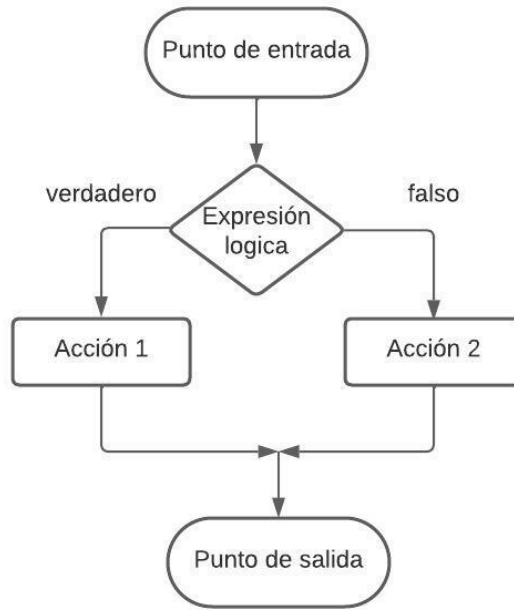 Punto de entrada
verdadero
falso
Expresión
logica
Acción 1
Acción 2
Punto de salida